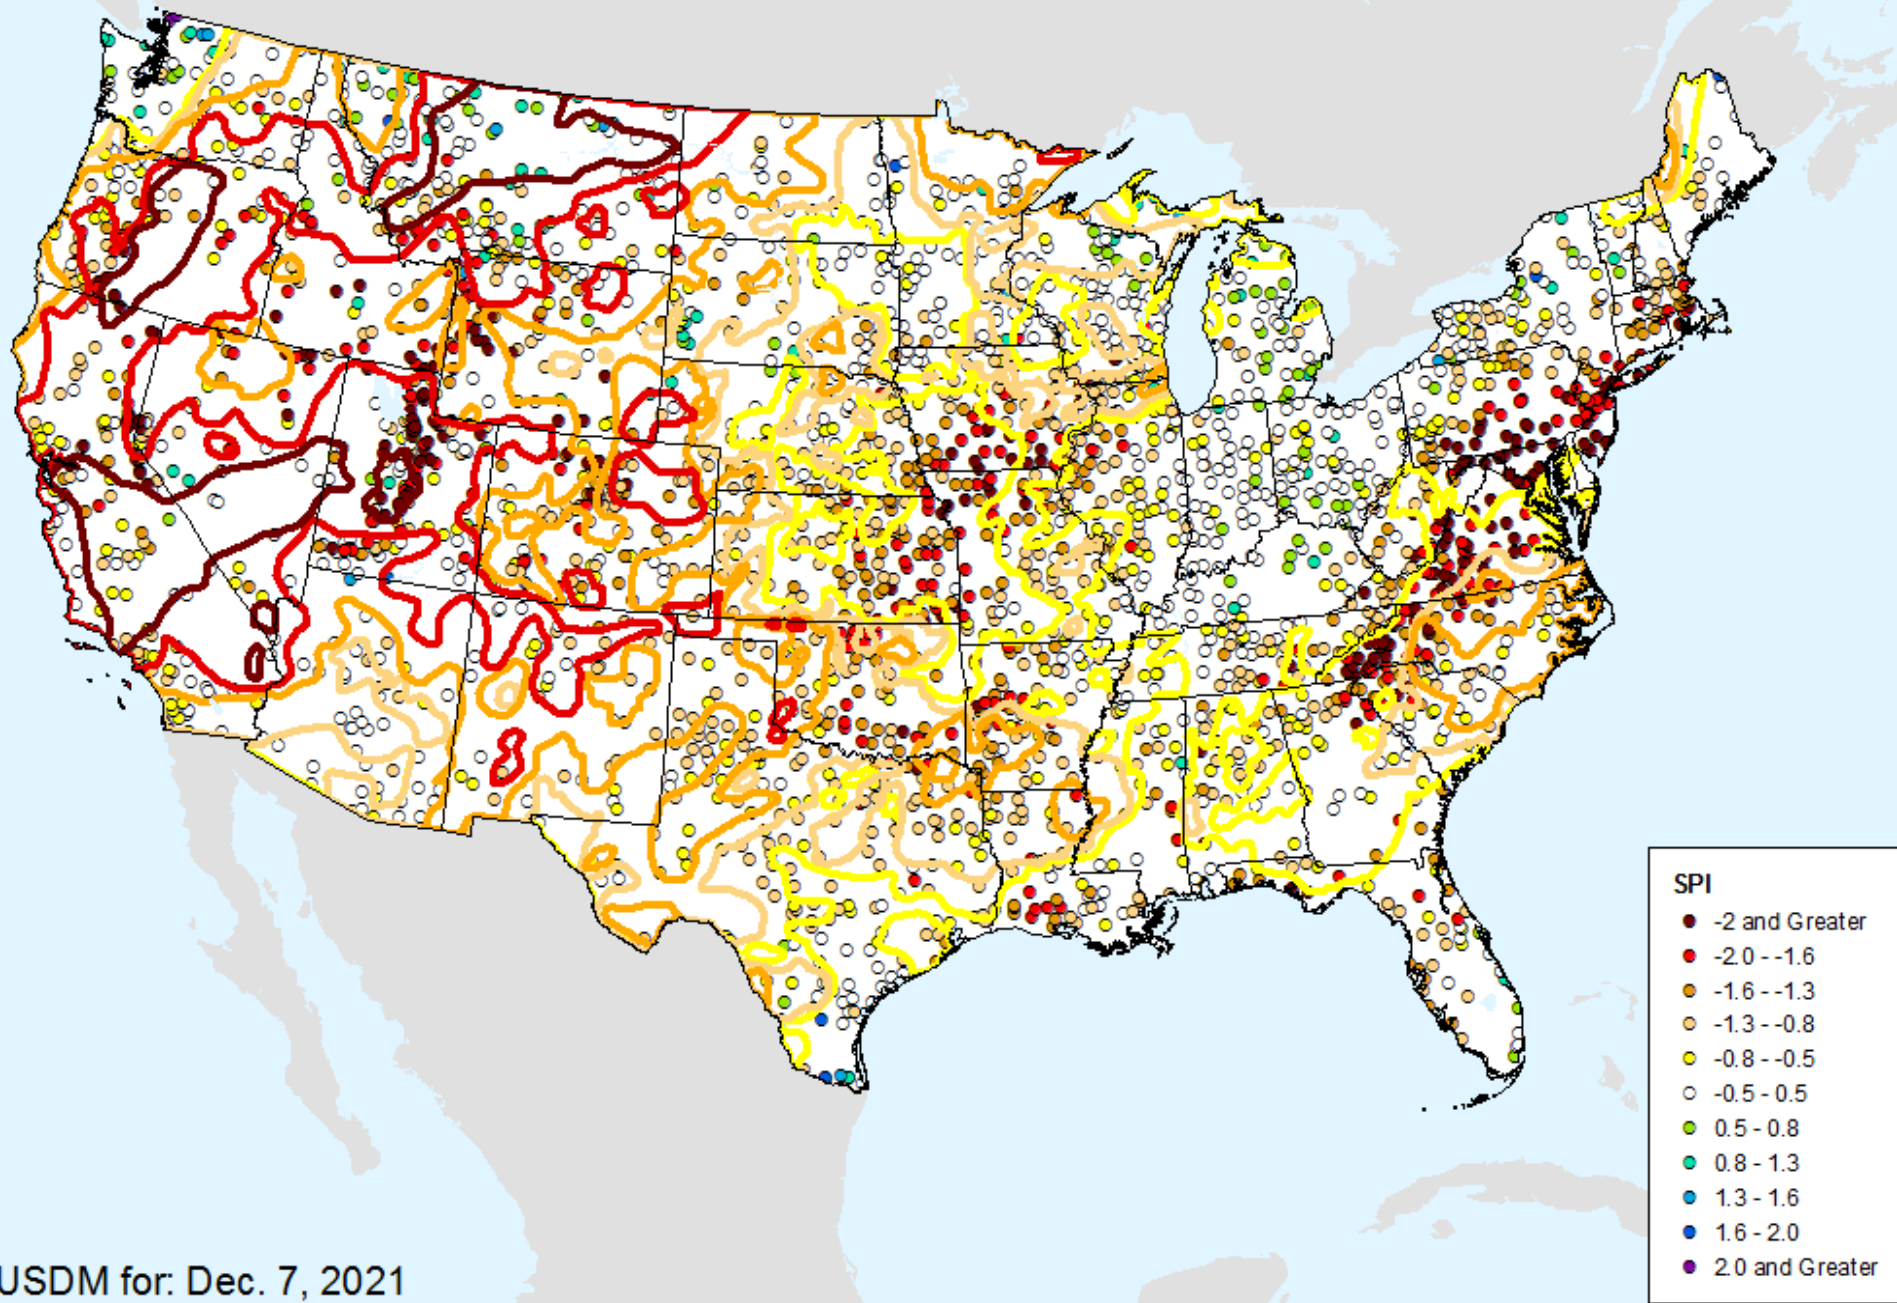 SPI
-2 and Greater
-2.0 - -1.6
-1.6 - -1.3
-1.3 - -0.8
-0.8 - -0.5
-0.5 - 0.5
0.5 - 0.8
0.8 - 1.3
1.3 - 1.6
1.6 - 2.0
2.0 and Greater
USDM for: Dec. 7, 2021